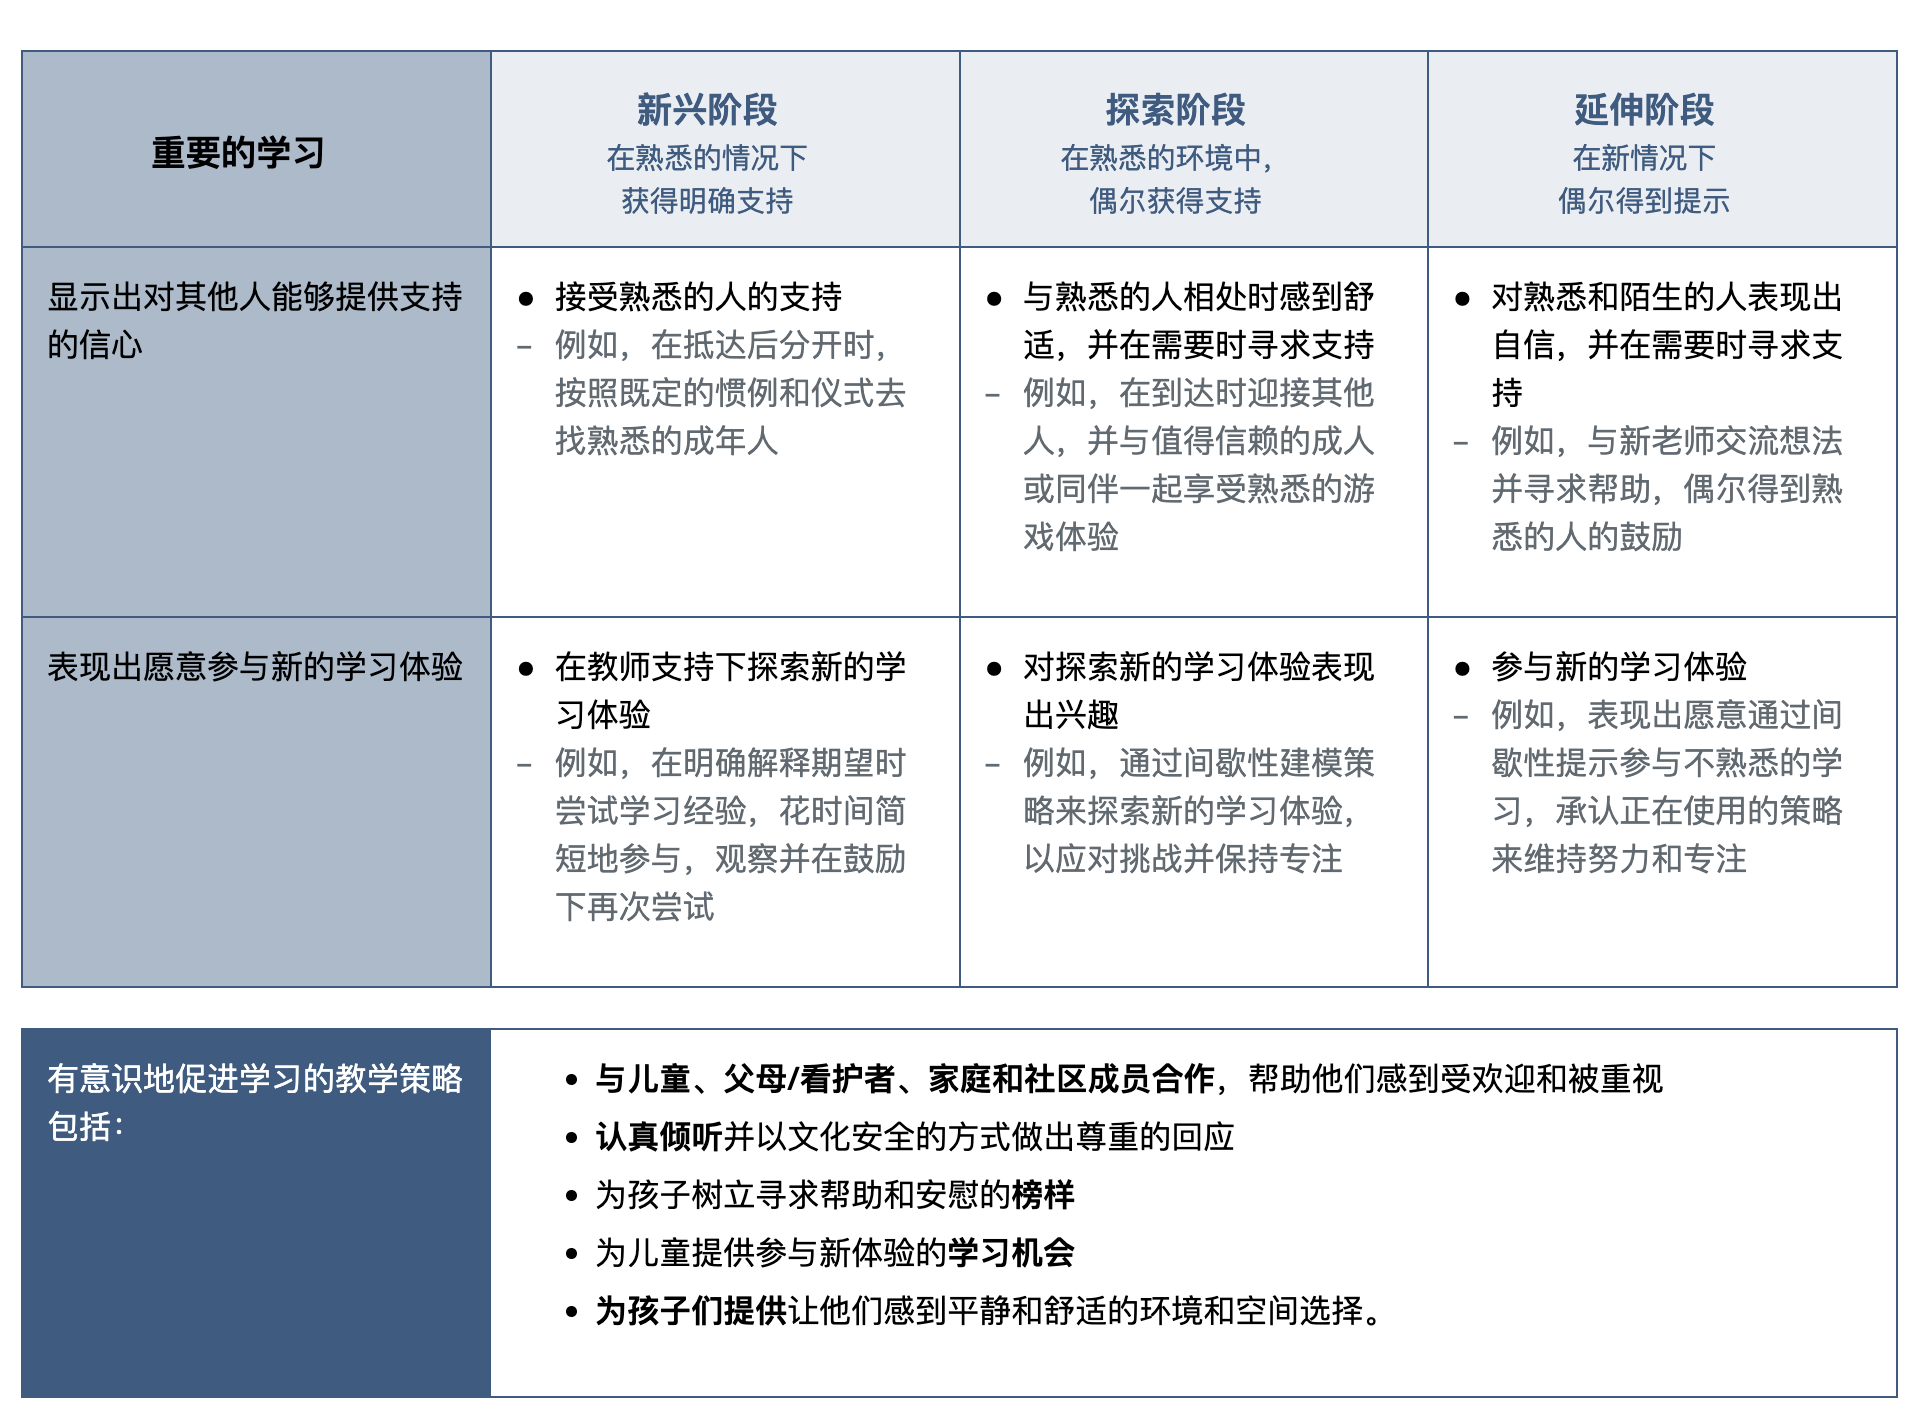 重要的学习
新兴阶段
在熟悉的情况下
获得明确支持
探索阶段
在熟悉的环境中，
偶尔获得支持
延伸阶段
在新情况下
偶尔得到提示
显示出对其他人能够提供支持
的信心
● 接受熟悉的人的支持
– 例如，在抵达后分开时，
按照既定的惯例和仪式去
找熟悉的成年人
● 与熟悉的人相处时感到舒
适，并在需要时寻求支持
– 例如，在到达时迎接其他
人，并与值得信赖的成人
或同伴一起享受熟悉的游
戏体验
● 对熟悉和陌生的人表现出
自信，并在需要时寻求支
持
– 例如，与新老师交流想法
并寻求帮助，偶尔得到熟
悉的人的鼓励
表现出愿意参与新的学习体验
● 在教师支持下探索新的学
习体验
– 例如，在明确解释期望时
尝试学习经验，花时间简
短地参与，观察并在鼓励
下再次尝试
● 对探索新的学习体验表现
出兴趣
– 例如，通过间歇性建模策
略来探索新的学习体验，
以应对挑战并保持专注
● 参与新的学习体验
– 例如，表现出愿意通过间
歇性提示参与不熟悉的学
习，承认正在使用的策略
来维持努力和专注
有意识地促进学习的教学策略
包括：
• 与儿童、父母/看护者、家庭和社区成员合作，帮助他们感到受欢迎和被重视
• 认真倾听并以文化安全的方式做出尊重的回应
• 为孩子树立寻求帮助和安慰的榜样
• 为儿童提供参与新体验的学习机会
• 为孩子们提供让他们感到平静和舒适的环境和空间选择。